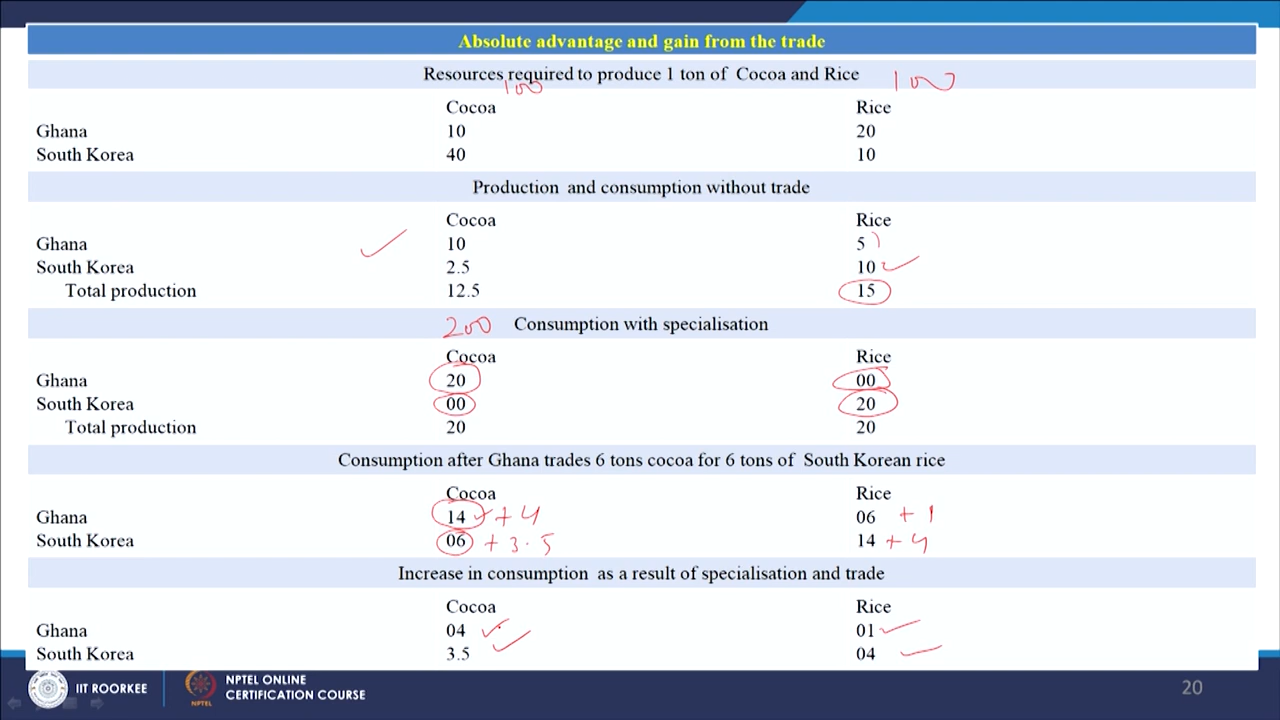 Absolute advantage and gain from the trade
Resources required to produce 1 ton of Cocoa and Rice 100
100
Cocoa Rice
Ghana 10 20
South Korea 40 10
Production and consumption without trade
Cocoa Rice
Ghana 10 5
South Korea 2.5 10
Total production 12.5 15
200 Consumption with specialisation
Cocoa Rice
Ghana 20 00
South Korea 00 20
Total production 20 20
Consumption after Ghana trades 6 tons cocoa for 6 tons of South Korean rice
Cocoa Rice
Ghana 14 +4 06 +1
South Korea 06 +3.5 14 +4
Increase in consumption as a result of specialisation and trade
Cocoa Rice
Ghana 04 01
South Korea 3.5 04
IIT ROORKEE NPTEL NPTEL ONLINE
CERTIFICATION COURSE 20